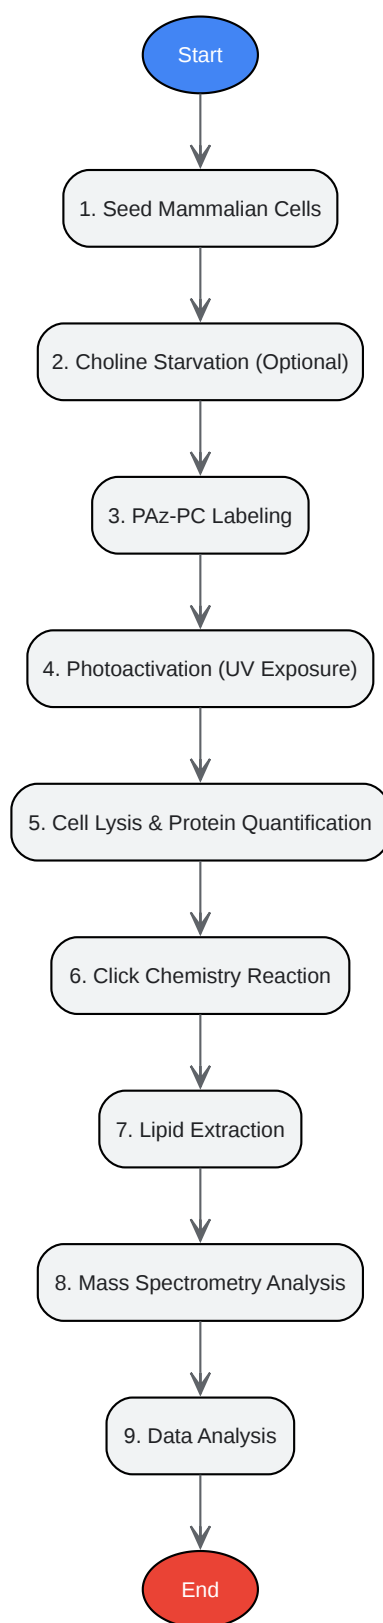 Start
1. Seed Mammalian Cells
2. Choline Starvation (Optional)
3. PAz-PC Labeling
4. Photoactivation (UV Exposure)
5. Cell Lysis & Protein Quantification
6. Click Chemistry Reaction
7. Lipid Extraction
8. Mass Spectrometry Analysis
9. Data Analysis
End